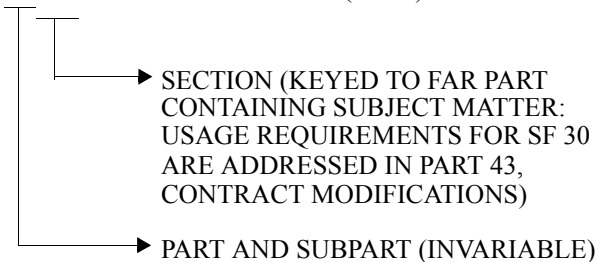 SECTION (KEYED TO FAR PART
CONTAINING SUBJECT MATTER:
USAGE REQUIREMENTS FOR SF 30
ARE ADDRESSED IN PART 43,
CONTRACT MODIFICATIONS)
PART AND SUBPART (INVARIABLE)